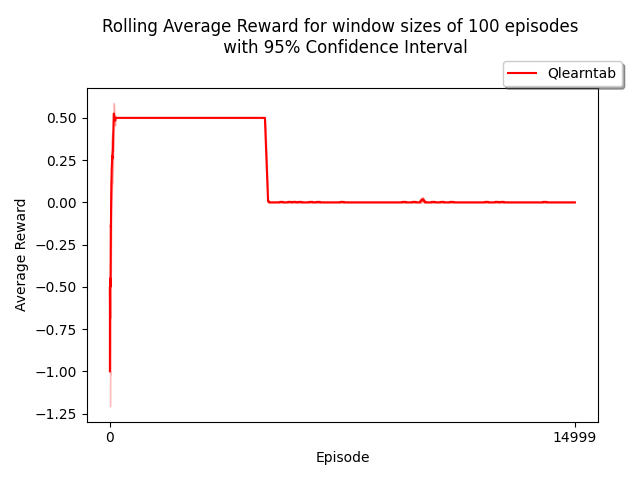 Rolling Average Reward for window sizes of 100 episodes
with 95% Confidence Interval
Qlearntab
0.50
0.25
0.00
−0.25
−0.50
−0.75
−1.00
−1.25
Average Reward
0
14999
Episode